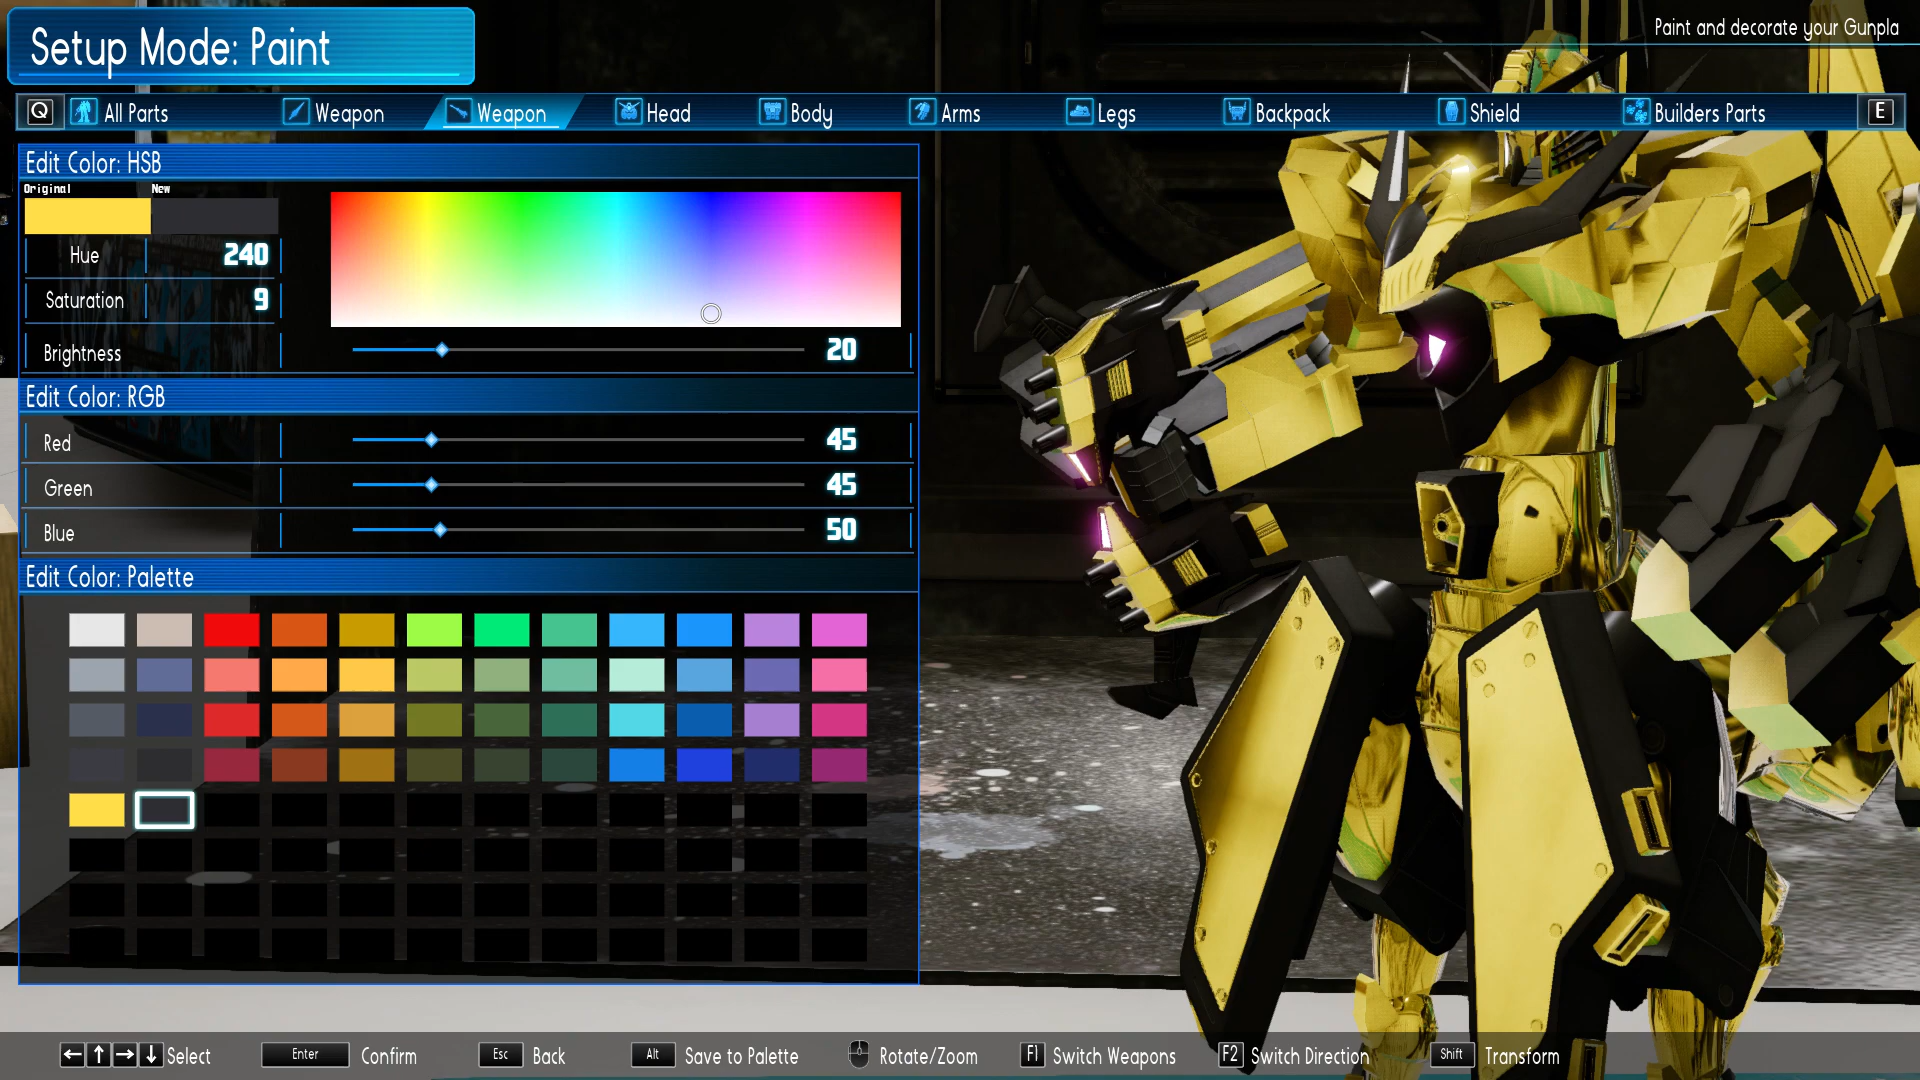 Setup Mode: Paint
Paint and decorate your Gunpla
Q All Parts Weapon Weapon Head Body Arms Legs Backpack Shield Builders Parts E
Edit Color: HSB
Original New
Hue 240
Saturation 9
Brightness 20
Edit Color: RGB
Red 45
Green 45
Blue 50
Edit Color: Palette
←↑→↓ Select Enter Confirm Esc Back Alt Save to Palette Rotate/Zoom F1 Switch Weapons F2 Switch Direction Shift Transform